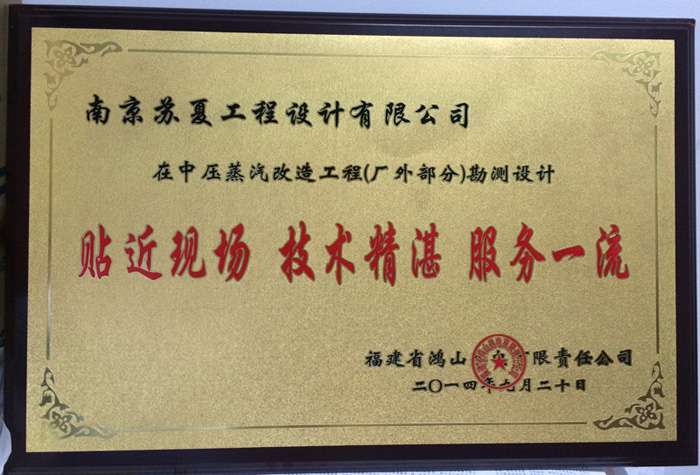 南京苏夏工程设计有限公司
在中压蒸汽改造工程(厂外部分)勘测设计
贴近现场 技术精湛 服务一流
福建省鸿山 有限责任公司
二〇一四年九月二十日